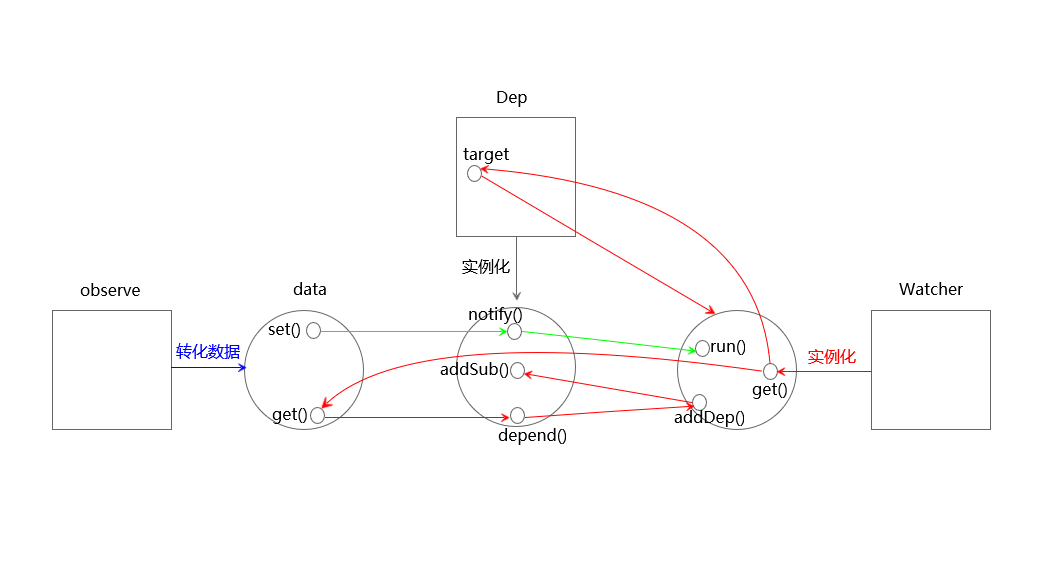 Dep
target
实例化
observe
data
Watcher
set()
notify()
转化数据
run()
实例化
addSub()
get()
get()
addDep()
depend()